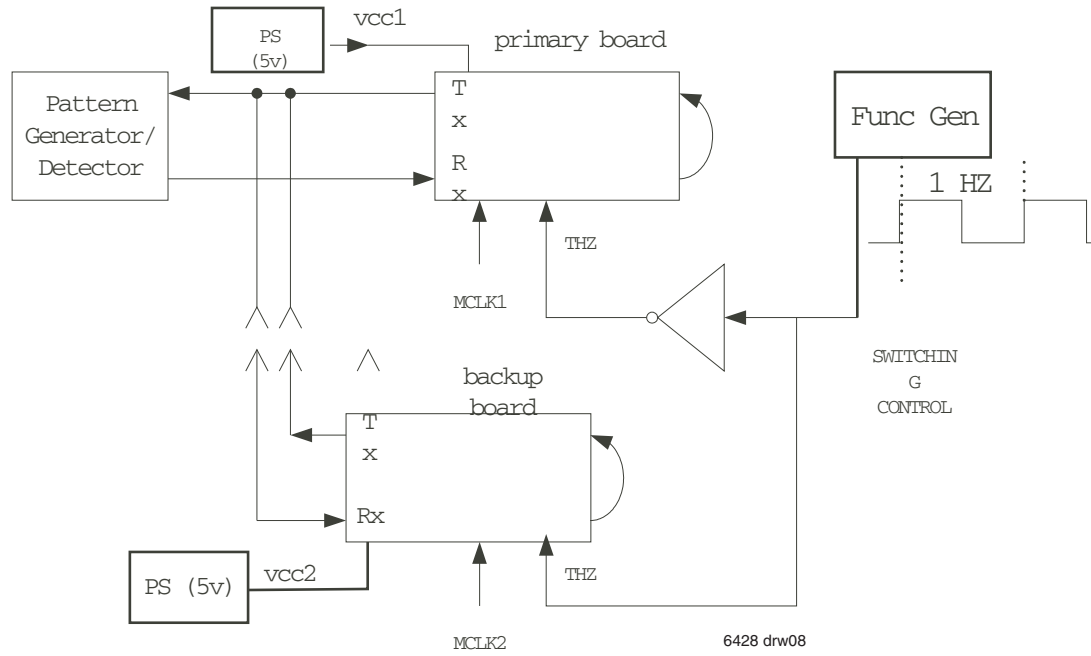 PS
(5v)
vcc1
primary board
Pattern
Generator/
Detector
T
x
R
x
Func Gen
1 HZ
THZ
MCLK1
SWITCHIN
G
CONTROL
backup
board
T
x
Rx
PS (5v)
vcc2
THZ
MCLK2
6428 drw08